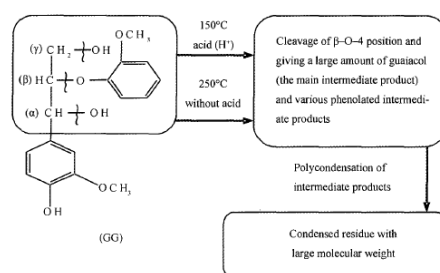 150°C
acid (H⁺)
250°C
without acid
(γ) CH₂ OH
OCH₃
(β) HC O
(α) CH OH
OCH₃
OH
(GG)
Cleavage of β–O–4 position and
giving a large amount of guaiacol
(the main intermediate product)
and various phenolated intermedi-
ate products
Polycondensation of
intermediate products
Condensed residue with
large molecular weight